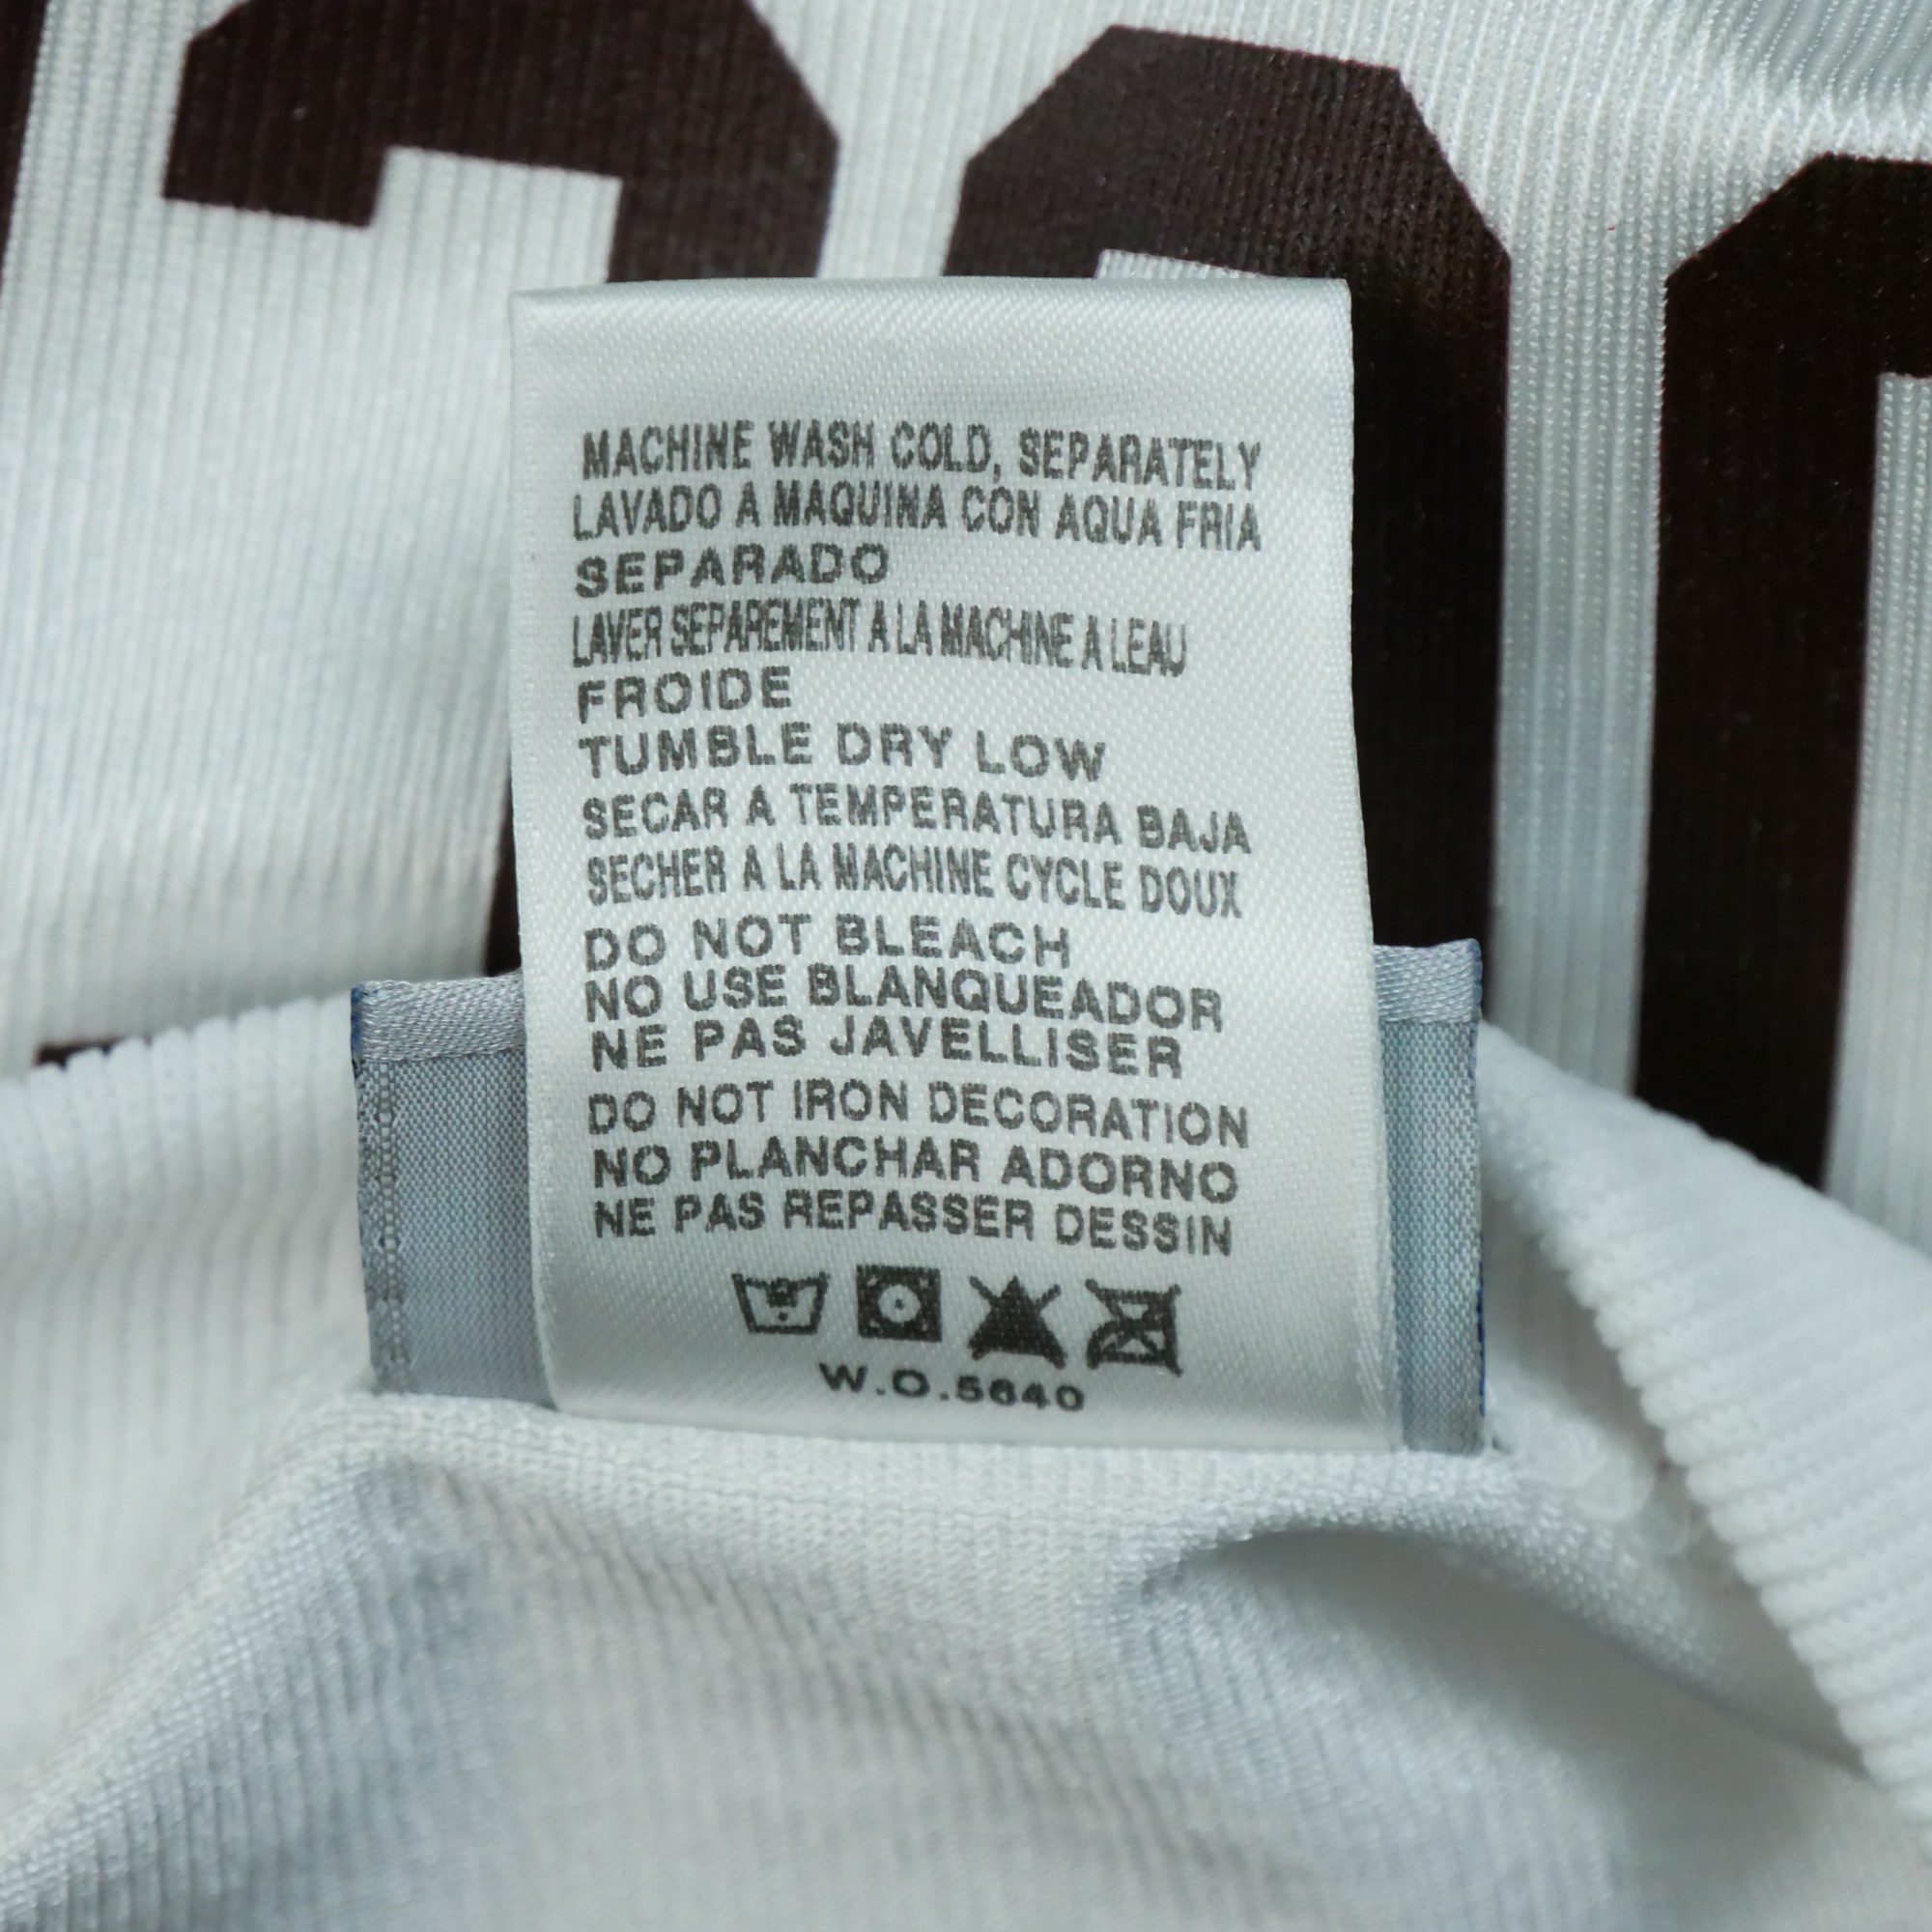 MACHINE WASH COLD, SEPARATELY
LAVADO A MAQUINA CON AQUA FRIA
SEPARADO
LAVER SEPAREMENT A LA MACHINE A LEAU
FROIDE
TUMBLE DRY LOW
SECAR A TEMPERATURA BAJA
SECHER A LA MACHINE CYCLE DOUX
DO NOT BLEACH
NO USE BLANQUEADOR
NE PAS JAVELLISER
DO NOT IRON DECORATION
NO PLANCHAR ADORNO
NE PAS REPASSER DESSIN
W.O.5640